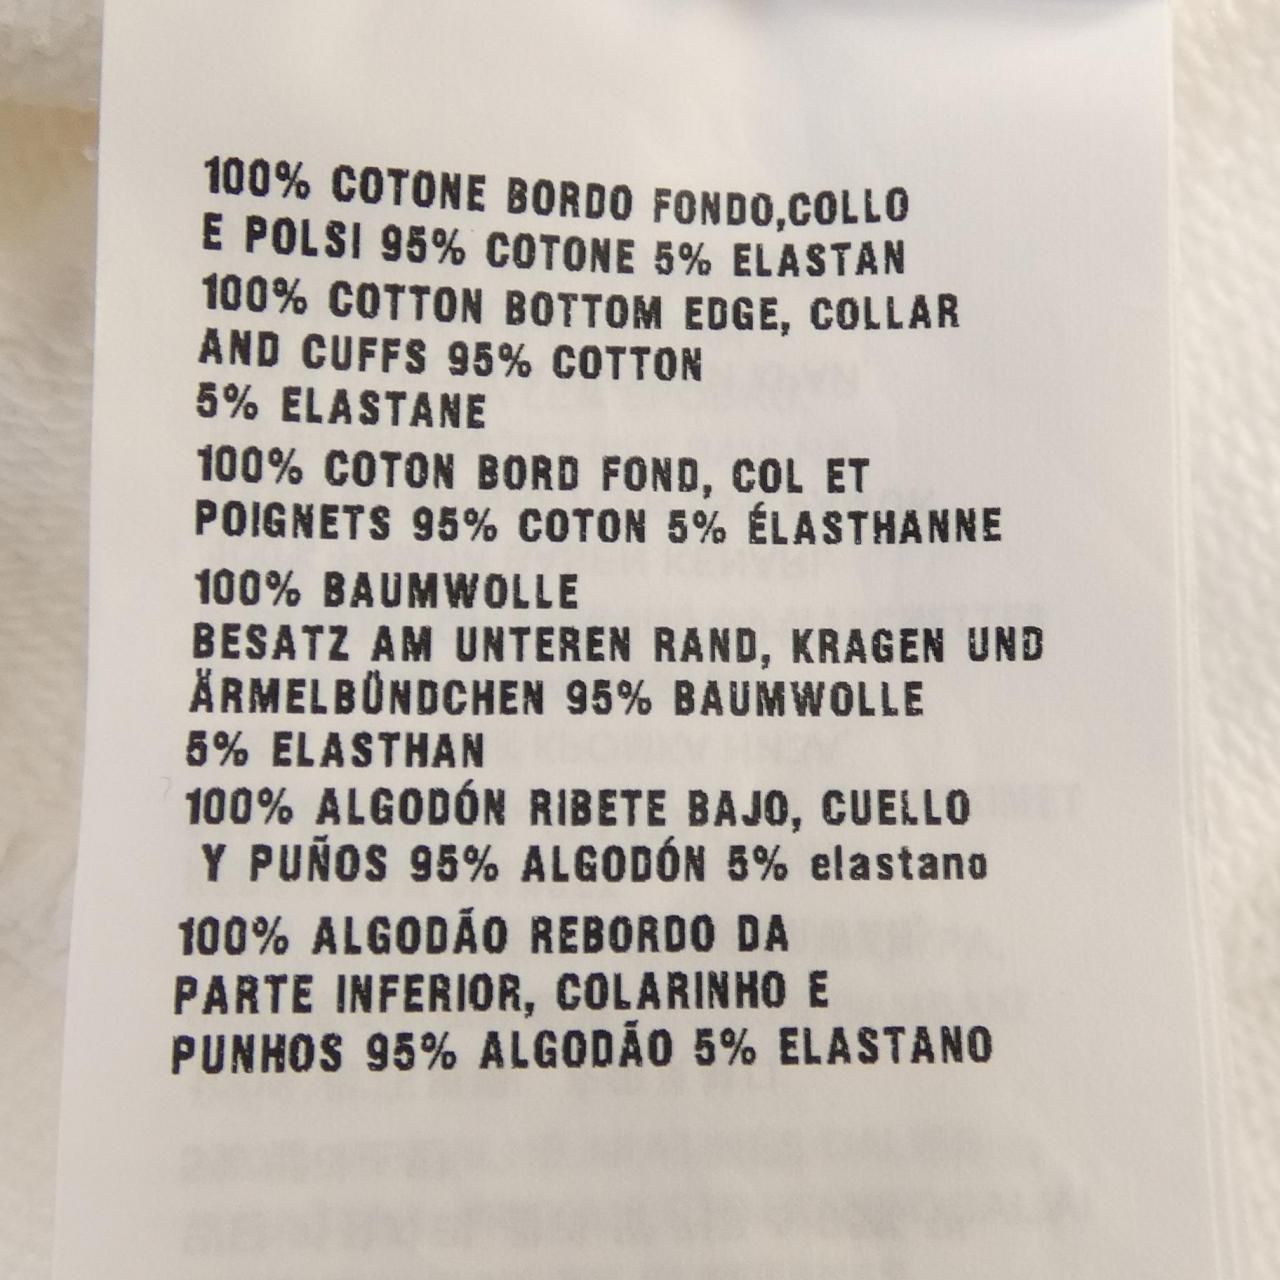 100% COTONE BORDO FONDO,COLLO
E POLSI 95% COTONE 5% ELASTAN
100% COTTON BOTTOM EDGE, COLLAR
AND CUFFS 95% COTTON
5% ELASTANE
100% COTON BORD FOND, COL ET
POIGNETS 95% COTON 5% ÉLASTHANNE
100% BAUMWOLLE
BESATZ AM UNTEREN RAND, KRAGEN UND
ÄRMELBÜNDCHEN 95% BAUMWOLLE
5% ELASTHAN
100% ALGODÓN RIBETE BAJO, CUELLO
Y PUÑOS 95% ALGODÓN 5% elastano
100% ALGODÃO REBORDO DA
PARTE INFERIOR, COLARINHO E
PUNHOS 95% ALGODÃO 5% ELASTANO